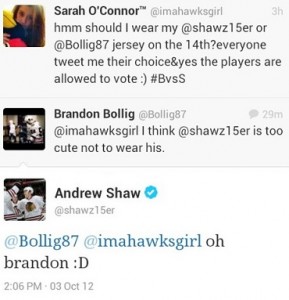 Sarah O'Connor™ @imahawksgirl 3h
hmm should I wear my @shawz15er or
@Bollig87 jersey on the 14th?everyone
tweet me their choice&yes the players are
allowed to vote :) #BvsS
Brandon Bollig @Bollig87 29m
@imahawksgirl I think @shawz15er is too
cute not to wear his.
Andrew Shaw
@shawz15er
@Bollig87 @imahawksgirl oh
brandon :D
2:06 PM · 03 Oct 12